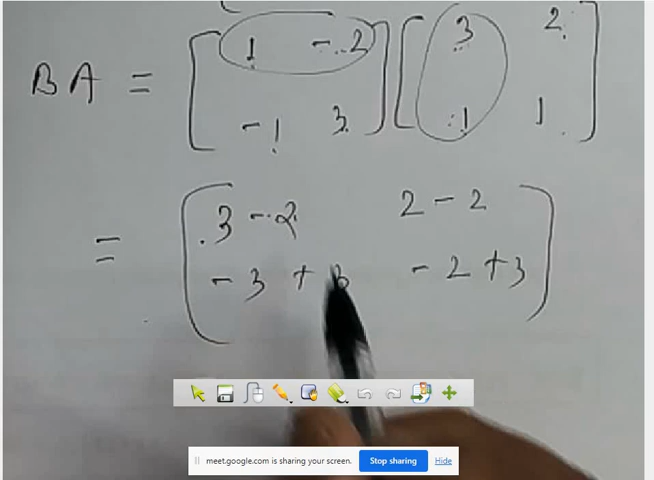 BA = [ 1 -2 ] [ 3 2 ]
-1 3 1 1
= ( 3 - 2 2 - 2 )
- 3 + 3 - 2 + 3
meet.google.com is sharing your screen. Stop sharing Hide